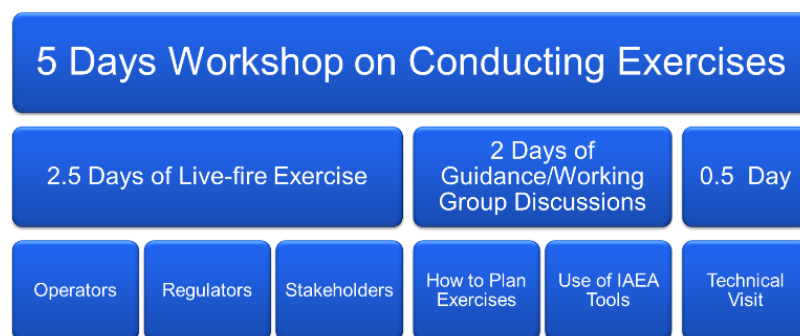 5 Days Workshop on Conducting Exercises
2.5 Days of Live-fire Exercise
2 Days of
Guidance/Working
Group Discussions
0.5 Day
Operators
Regulators
Stakeholders
How to Plan
Exercises
Use of IAEA
Tools
Technical
Visit